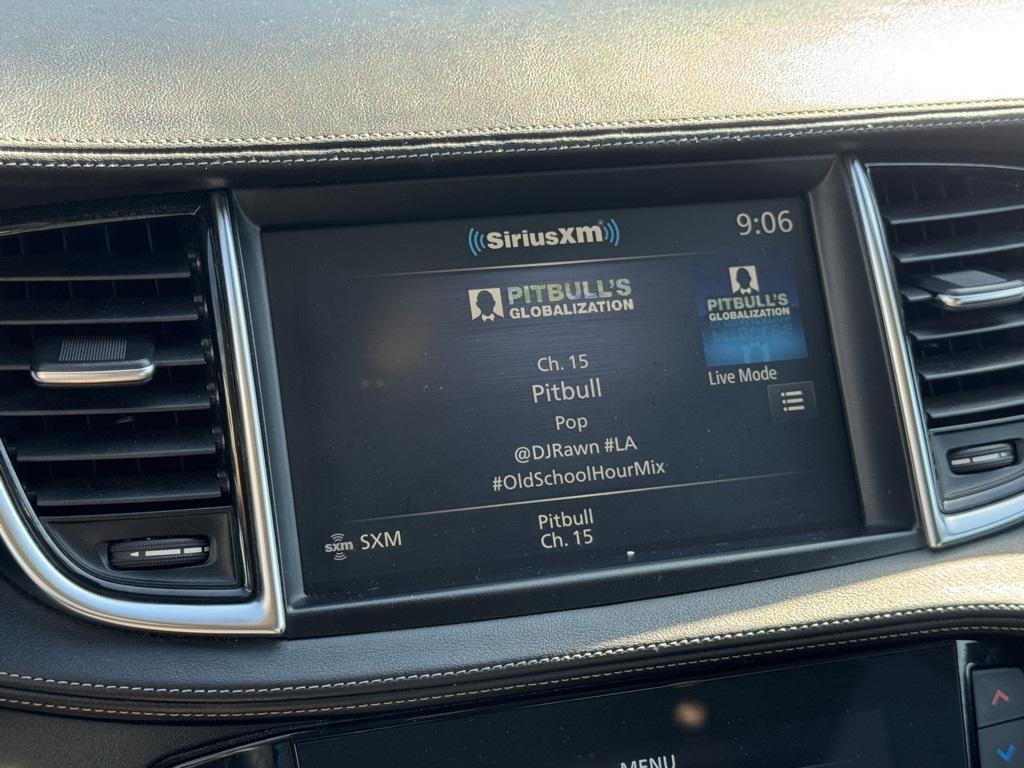 SiriusXM
9:06
PITBULL'S
GLOBALIZATION
PITBULL'S
GLOBALIZATION
Ch. 15
Live Mode
Pitbull
Pop
@DJRawn #LA
#OldSchoolHourMix
sxm SXM
Pitbull
Ch. 15
MENU